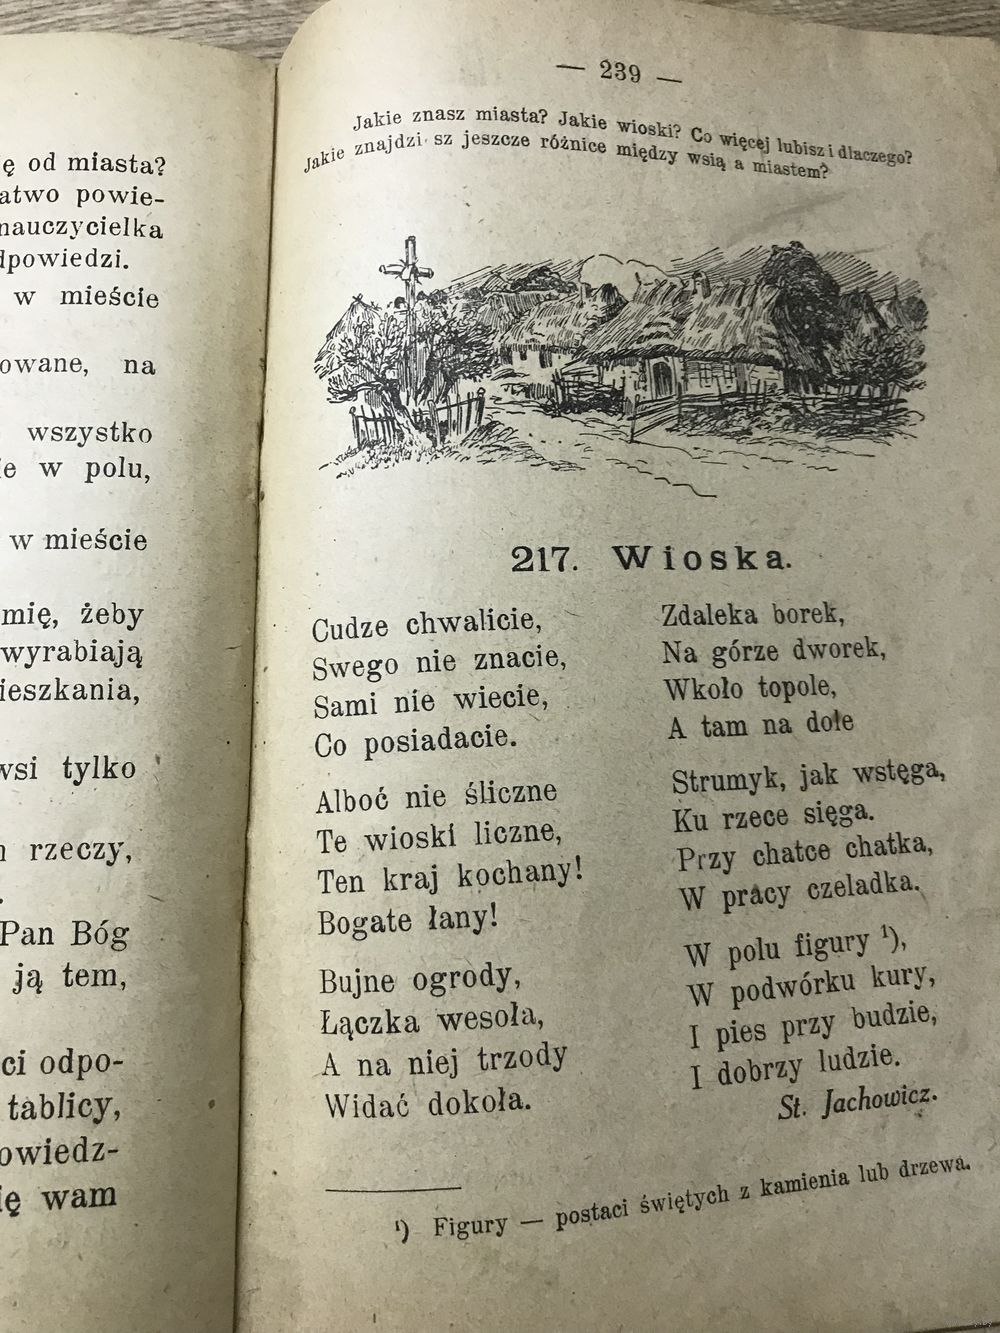 ę od miasta?
atwo powie-
nauczycielka
dpowiedzi.
w mieście
owane, na
wszystko
ie w polu,
w mieście
mię, żeby
wyrabiają
ieszkania,
wsi tylko
rzeczy,
Pan Bóg
ją tem,
ci odpo-
tablicy,
owiedz-
ię wam
— 239 —
Jakie znasz miasta? Jakie wioski? Co więcej lubisz i dlaczego?
Jakie znajdzi sz jeszcze różnice między wsią a miastem?
217. Wioska.
Cudze chwalicie,
Swego nie znacie,
Sami nie wiecie,
Co posiadacie.
Alboć nie śliczne
Te wioski liczne,
Ten kraj kochany!
Bogate łany!
Bujne ogrody,
Łączka wesoła,
A na niej trzody
Widać dokoła.
Zdaleka borek,
Na górze dworek,
Wkoło topole,
A tam na dole
Strumyk, jak wstęga,
Ku rzece sięga.
Przy chatce chatka,
W pracy czeladka.
W polu figury ¹),
W podwórku kury,
I pies przy budzie,
I dobrzy ludzie.
St. Jachowicz.
¹) Figury — postaci świętych z kamienia lub drzewa.